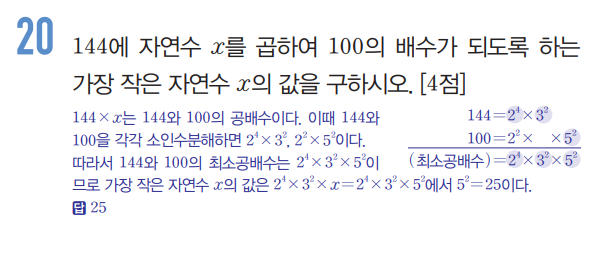 20 144에 자연수 x를 곱하여 100의 배수가 되도록 하는
가장 작은 자연수 x의 값을 구하시오. [4점]
144×x는 144와 100의 공배수이다. 이때 144와
100을 각각 소인수분해하면 2⁴×3², 2²×5²이다.
따라서 144와 100의 최소공배수는 2⁴×3²×5²이
므로 가장 작은 자연수 x의 값은 2⁴×3²×x=2⁴×3²×5²에서 5²=25이다.
답 25
144=2⁴×3²
100=2²× ×5²
(최소공배수)=2⁴×3²×5²